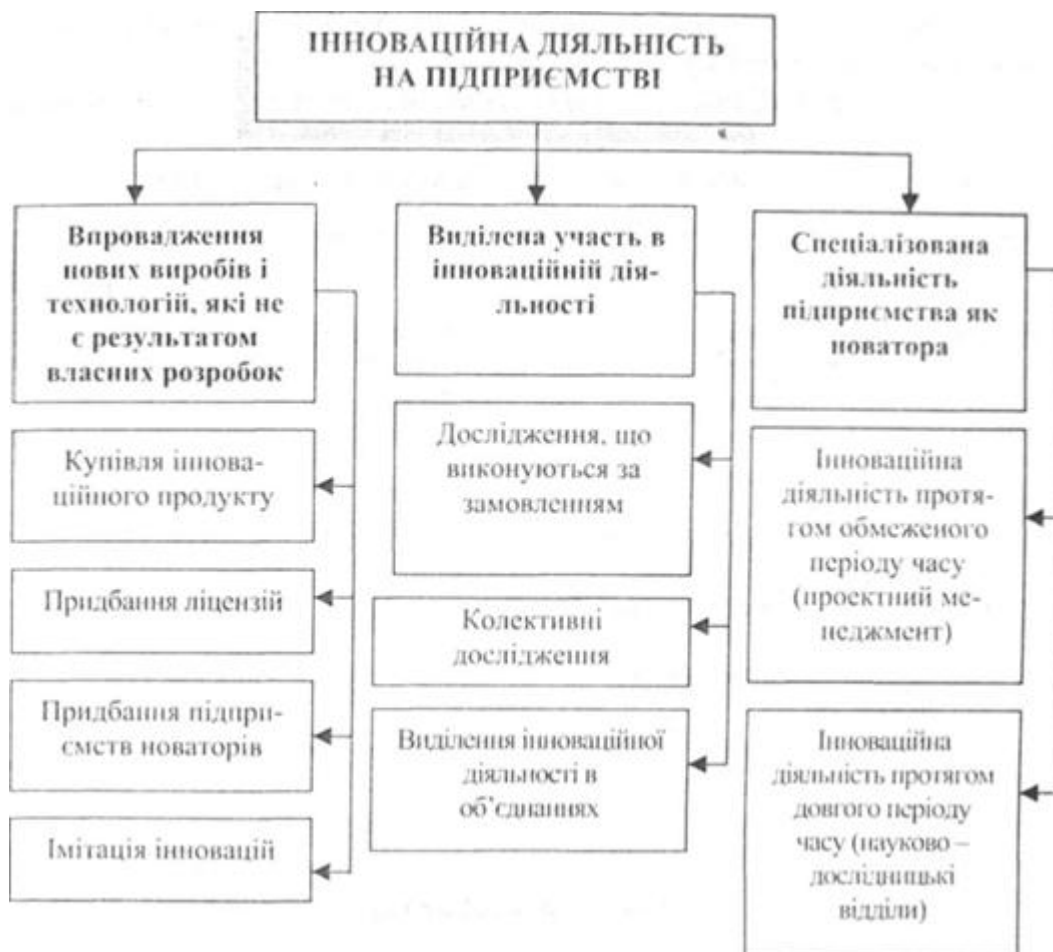 ІННОВАЦІЙНА ДІЯЛЬНІСТЬ
НА ПІДПРИЄМСТВІ
Впровадження
нових виробів і
технологій, які не
є результатом
власних розробок
Купівля іннова-
ційного продукту
Придбання ліцензій
Придбання підпри-
ємств новаторів
Імітація інновацій
Виділена участь в
інноваційній дія-
льності
Дослідження, що
виконуються за
замовленням
Колективні
дослідження
Виділення інноваційної
діяльності в
об’єднаннях
Спеціалізована
діяльність
підприємства як
новатора
Інноваційна
діяльність протя-
гом обмеженого
періоду часу
(проектний ме-
неджмент)
Інноваційна
діяльність протягом
довгого періоду
часу (науково –
дослідницькі
відділи)